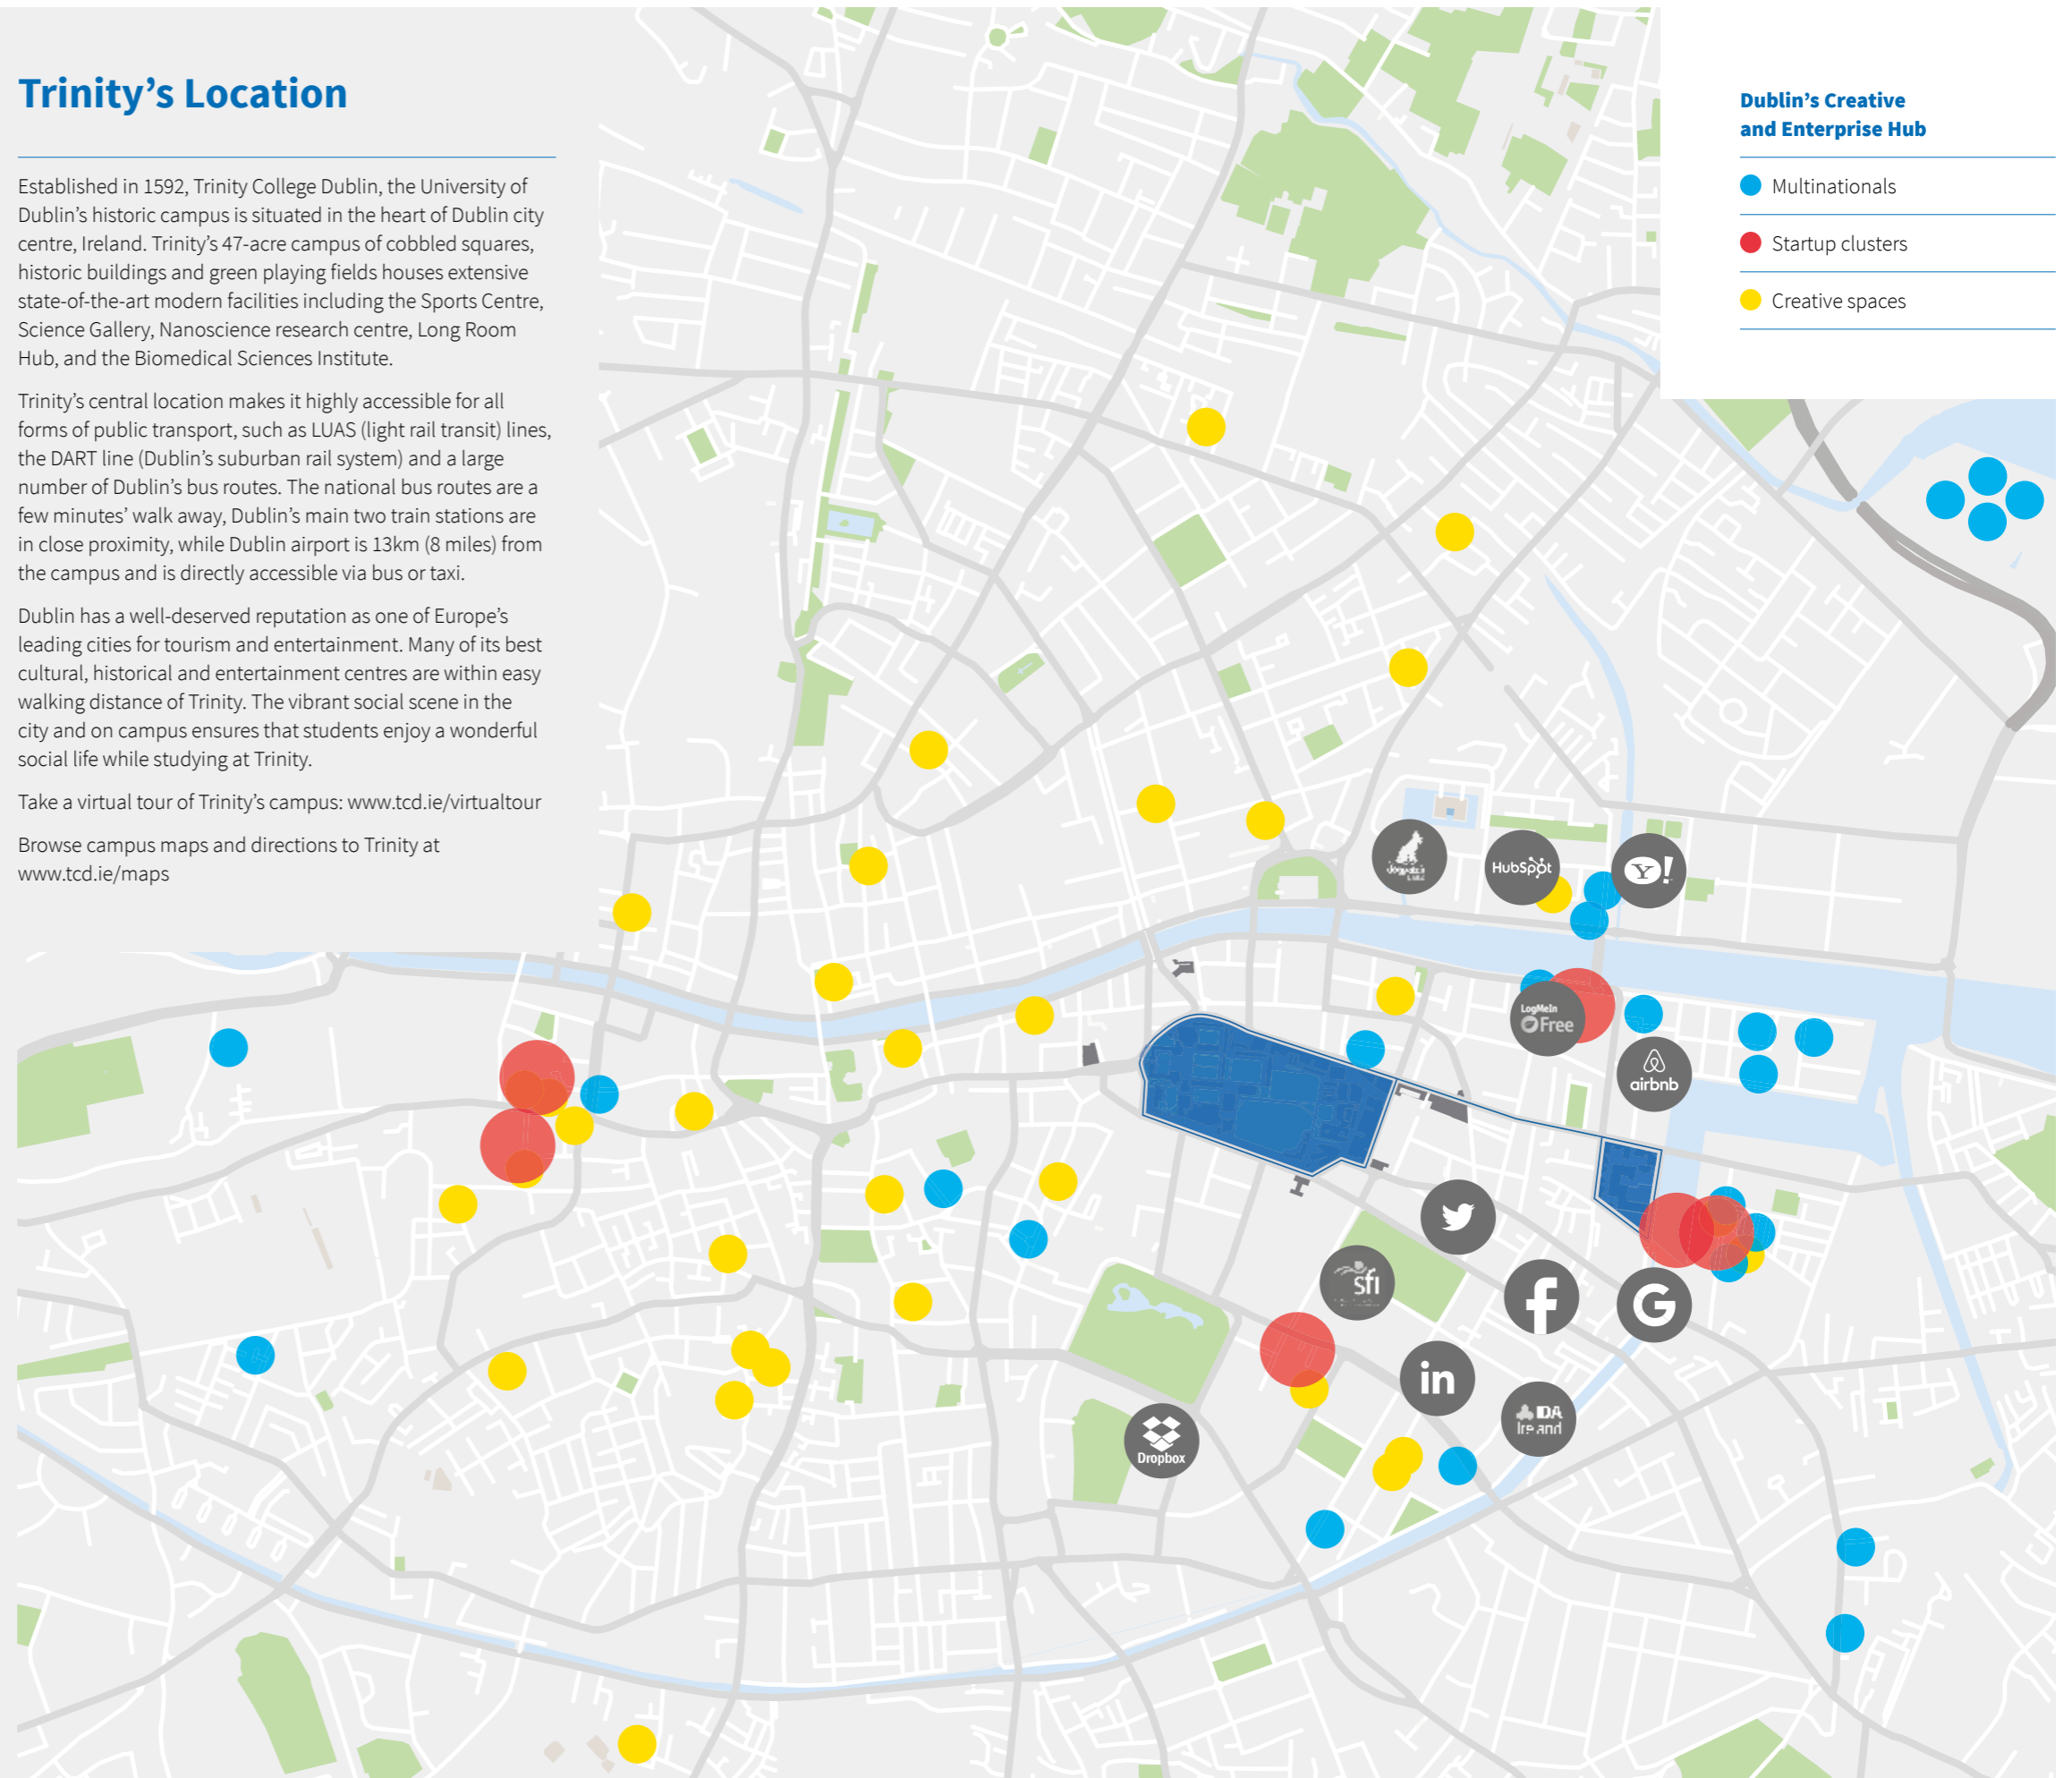 Trinity’s Location
Established in 1592, Trinity College Dublin, the University of
Dublin’s historic campus is situated in the heart of Dublin city
centre, Ireland. Trinity’s 47-acre campus of cobbled squares,
historic buildings and green playing fields houses extensive
state-of-the-art modern facilities including the Sports Centre,
Science Gallery, Nanoscience research centre, Long Room
Hub, and the Biomedical Sciences Institute.
Trinity’s central location makes it highly accessible for all
forms of public transport, such as LUAS (light rail transit) lines,
the DART line (Dublin’s suburban rail system) and a large
number of Dublin’s bus routes. The national bus routes are a
few minutes’ walk away, Dublin’s main two train stations are
in close proximity, while Dublin airport is 13km (8 miles) from
the campus and is directly accessible via bus or taxi.
Dublin has a well-deserved reputation as one of Europe’s
leading cities for tourism and entertainment. Many of its best
cultural, historical and entertainment centres are within easy
walking distance of Trinity. The vibrant social scene in the
city and on campus ensures that students enjoy a wonderful
social life while studying at Trinity.
Take a virtual tour of Trinity’s campus: www.tcd.ie/virtualtour
Browse campus maps and directions to Trinity at
www.tcd.ie/maps
Dublin’s Creative
and Enterprise Hub
Multinationals
Startup clusters
Creative spaces
HubSpot
Y!
LogMeIn
Free
airbnb
sfi
f
G
in
IDA
Ireland
Dropbox